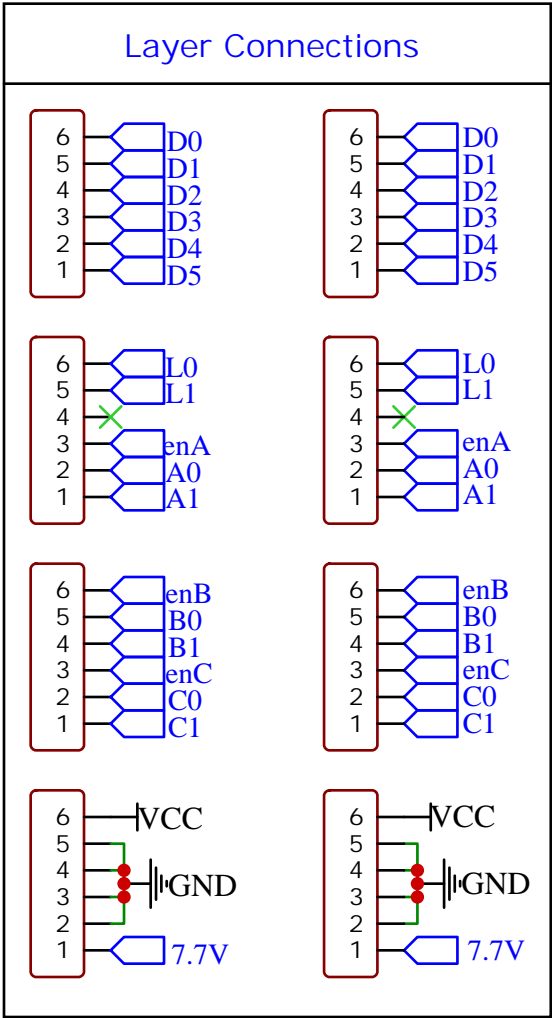 Layer Connections
6 D0 6 D0
5 D1 5 D1
4 D2 4 D2
3 D3 3 D3
2 D4 2 D4
1 D5 1 D5
6 L0 6 L0
5 L1 5 L1
4 4
3 enA 3 enA
2 A0 2 A0
1 A1 1 A1
6 enB 6 enB
5 B0 5 B0
4 B1 4 B1
3 enC 3 enC
2 C0 2 C0
1 C1 1 C1
6 VCC 6 VCC
5 5
4 GND 4 GND
3 3
2 2
1 7.7V 1 7.7V